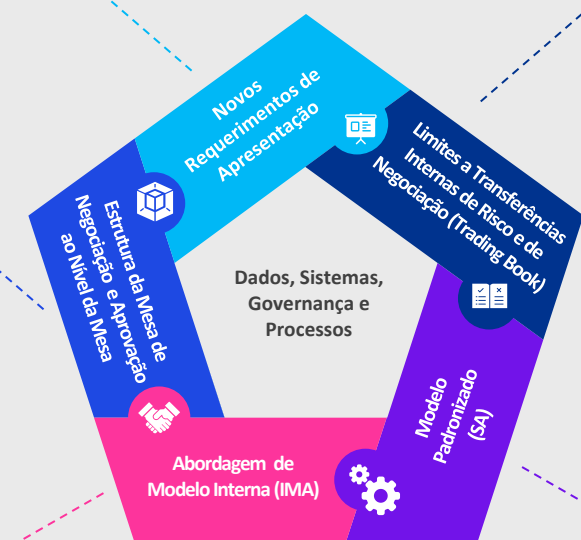 Novos
Requerimentos de
Apresentação
Limites a Transferências
Internas de Risco e de
Negociação (Trading Book)
Estrutura da Mesa de
Negociação e Aprovação
ao Nível da Mesa
Dados, Sistemas,
Governança e
Processos
Modelo
Padronizado
(SA)
Abordagem de
Modelo Interna (IMA)